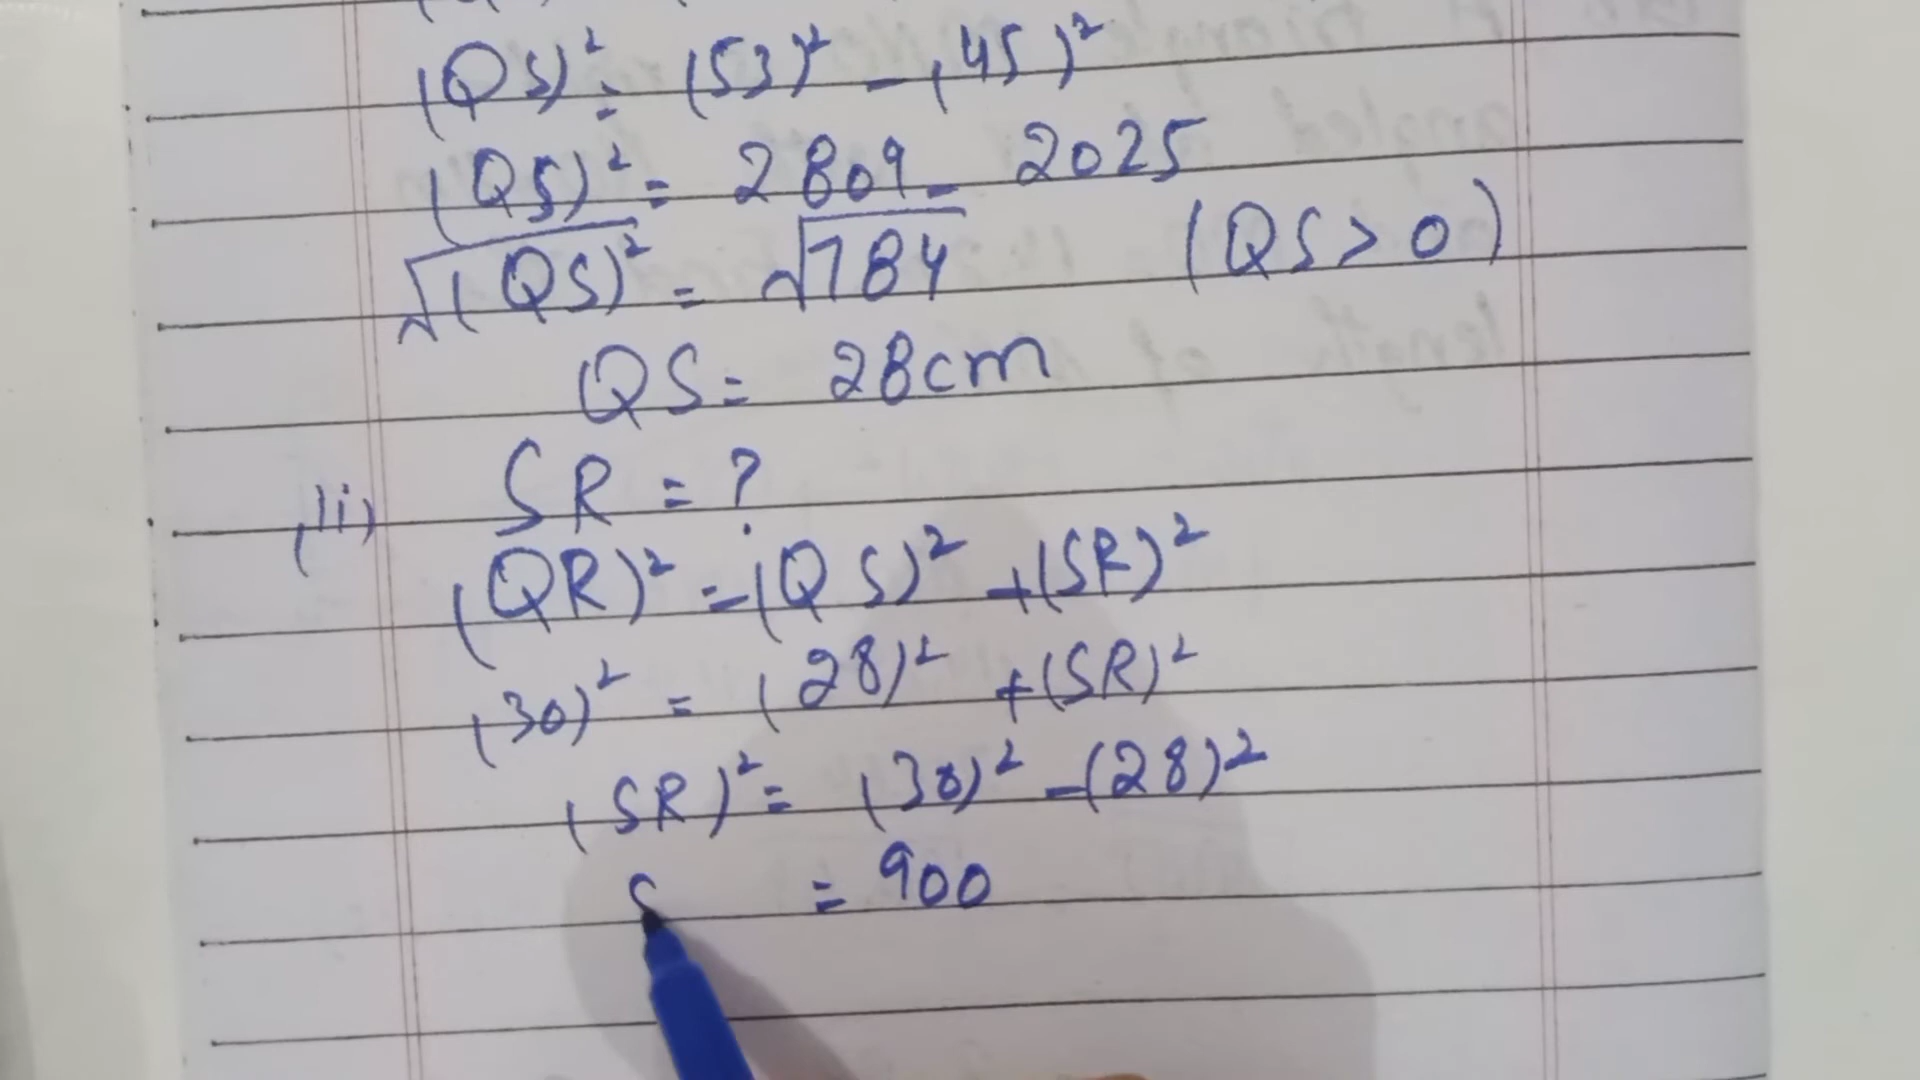 (QS)² = (53)² - (45)²
(QS)² = 2809 - 2025
√(QS)² = √784 (QS > 0)
QS = 28cm
(ii) SR = ?
(QR)² = (QS)² + (SR)²
(30)² = (28)² + (SR)²
(SR)² = (30)² - (28)²
S = 900